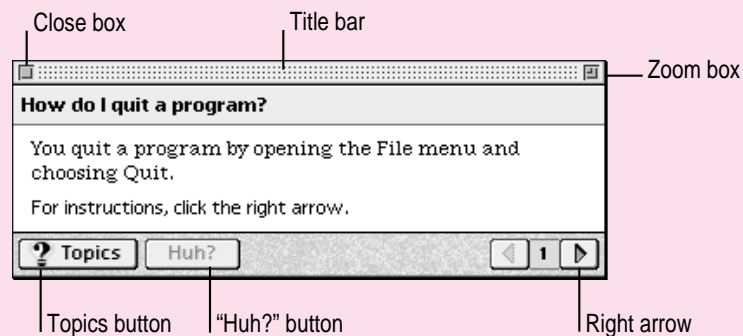 Close box
Title bar
Zoom box
How do I quit a program?
You quit a program by opening the File menu and
choosing Quit.
For instructions, click the right arrow.
? Topics
Huh?
1
Topics button
“Huh?” button
Right arrow